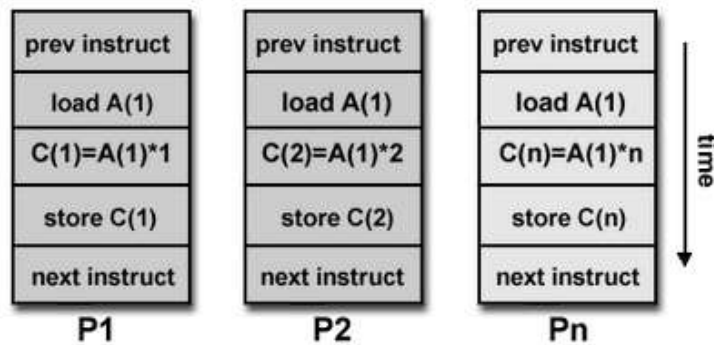 prev instruct
load A(1)
C(1)=A(1)*1
store C(1)
next instruct
P1
prev instruct
load A(1)
C(2)=A(1)*2
store C(2)
next instruct
P2
prev instruct
load A(1)
C(n)=A(1)*n
store C(n)
next instruct
Pn
time